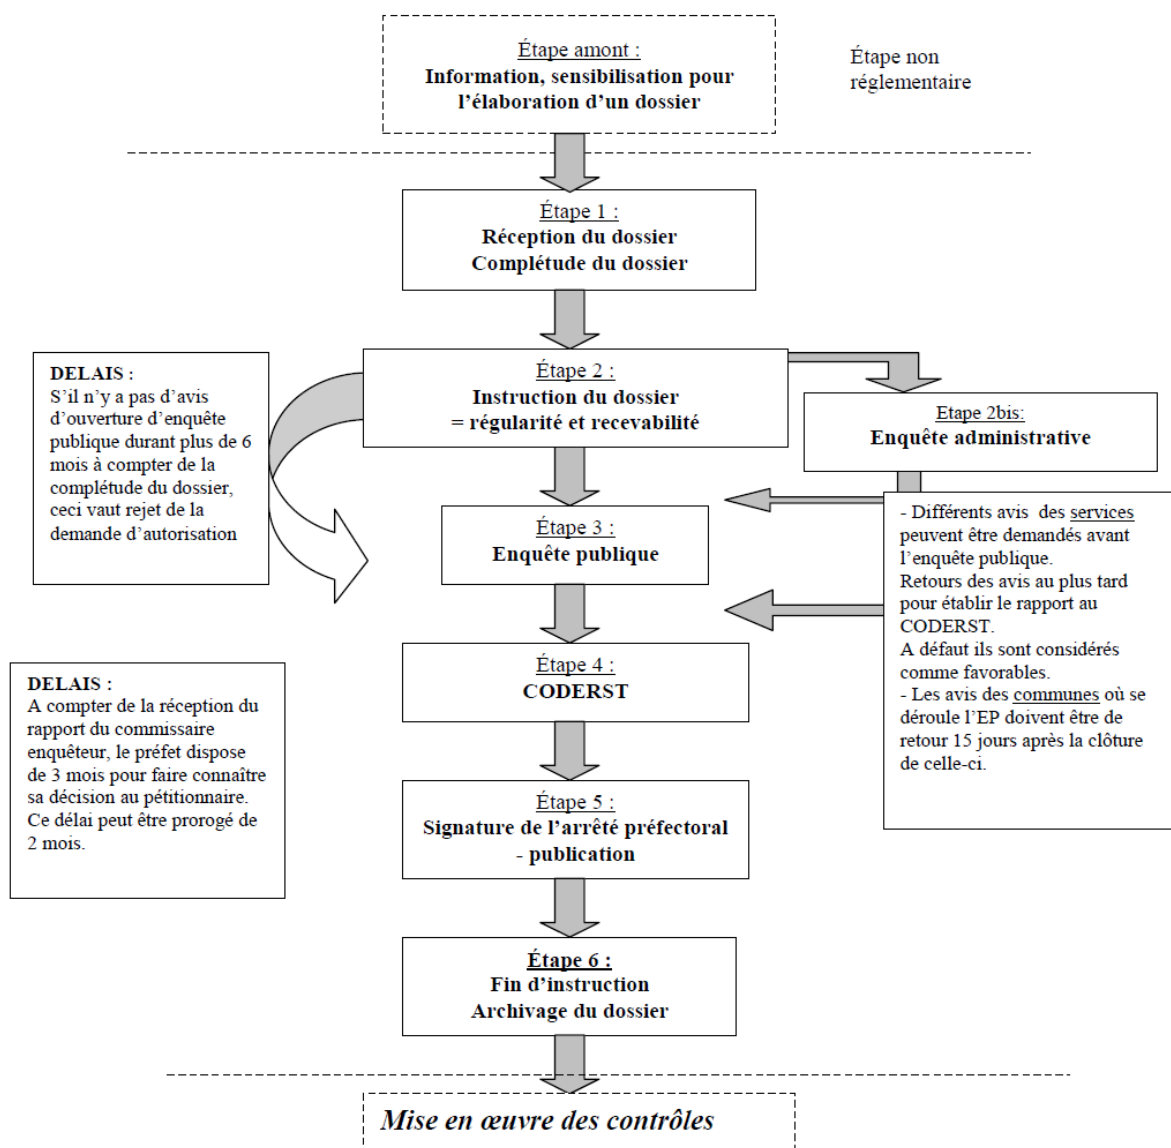 Étape amont :
Information, sensibilisation pour
l’élaboration d’un dossier
Étape non
réglementaire
Étape 1 :
Réception du dossier
Complétude du dossier
DELAIS :
S’il n’y a pas d’avis
d’ouverture d’enquête
publique durant plus de 6
mois à compter de la
complétude du dossier,
ceci vaut rejet de la
demande d’autorisation
Étape 2 :
Instruction du dossier
= régularité et recevabilité
Etape 2bis:
Enquête administrative
Étape 3 :
Enquête publique
- Différents avis  des services
peuvent être demandés avant
l’enquête publique.
Retours des avis au plus tard
pour établir le rapport au
CODERST.
A défaut ils sont considérés
comme favorables.
- Les avis des communes où se
déroule l’EP doivent être de
retour 15 jours après la clôture
de celle-ci.
Étape 4 :
CODERST
DELAIS :
A compter de la réception du
rapport du commissaire
enquêteur, le préfet dispose
de 3 mois pour faire connaître
sa décision au pétitionnaire.
Ce délai peut être prorogé de
2 mois.
Étape 5 :
Signature de l’arrêté préfectoral
- publication
Étape 6 :
Fin d’instruction
Archivage du dossier
Mise en œuvre des contrôles